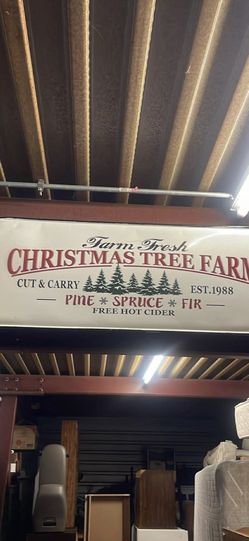 Farm Fresh
CHRISTMAS TREE FARM
CUT & CARRY EST.1988
PINE * SPRUCE * FIR
FREE HOT CIDER